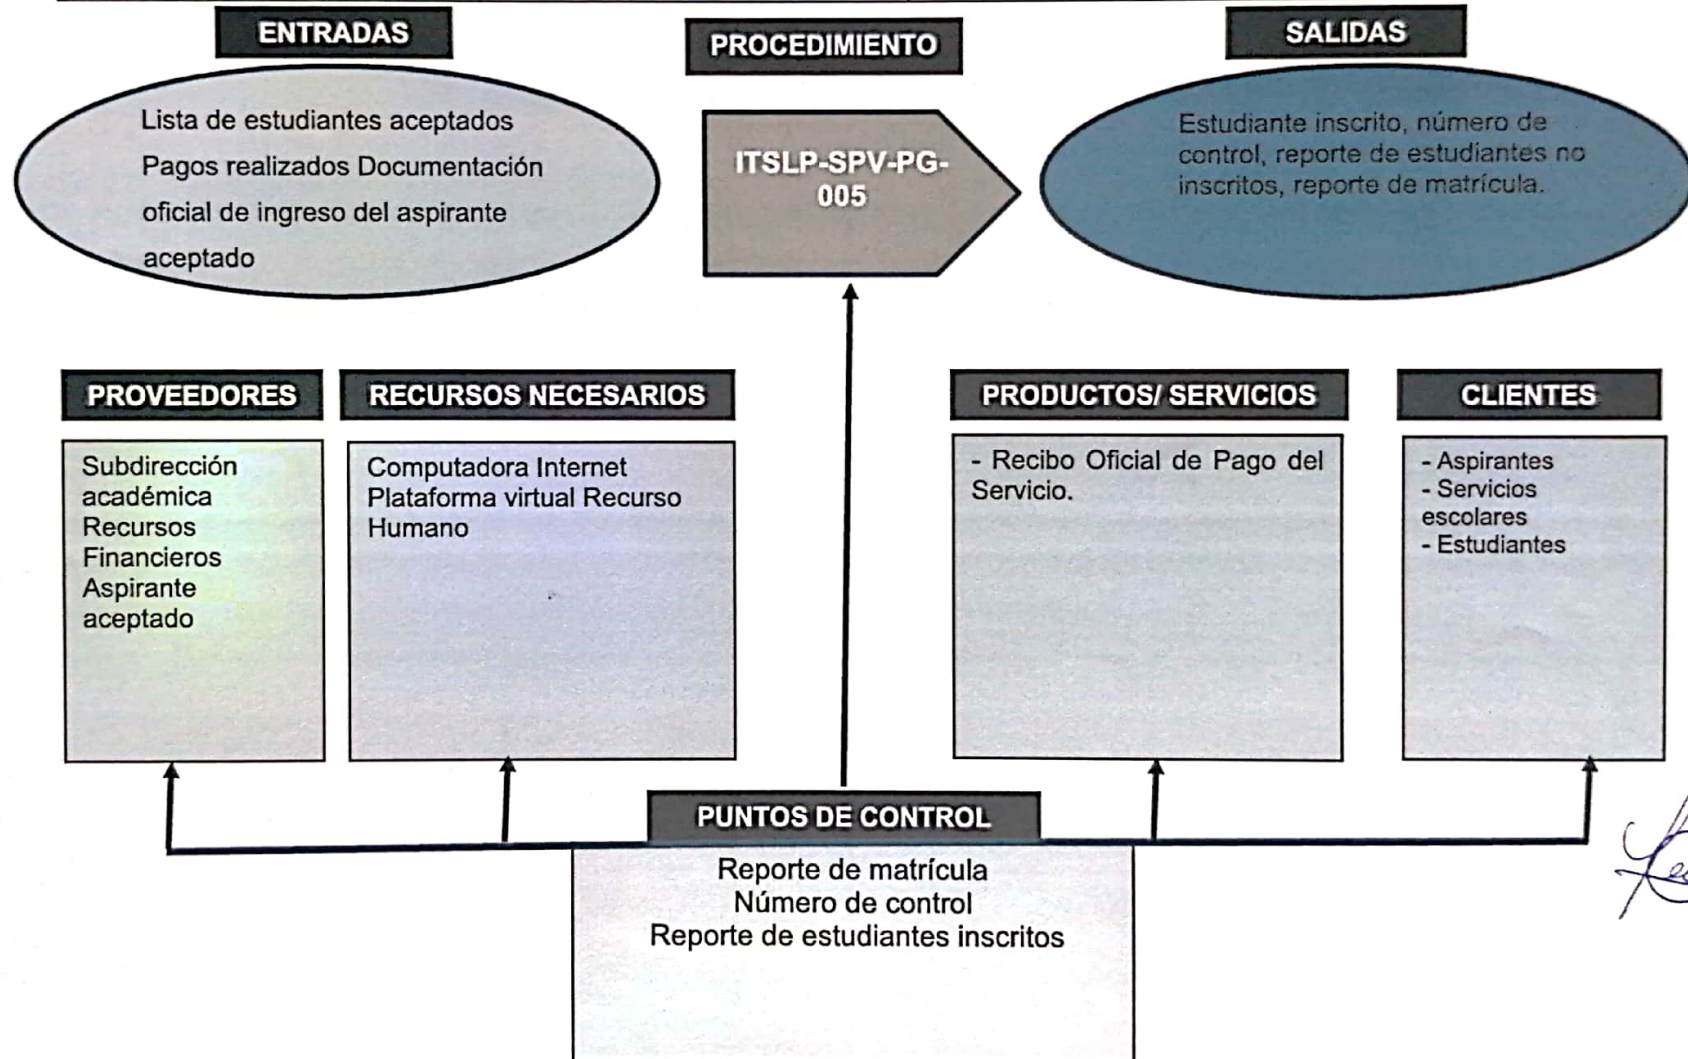 ENTRADAS
PROCEDIMIENTO
SALIDAS
Lista de estudiantes aceptados
Pagos realizados Documentación
oficial de ingreso del aspirante
aceptado
ITSLP-SPV-PG-
005
Estudiante inscrito, número de
control, reporte de estudiantes no
inscritos, reporte de matrícula.
PROVEEDORES
Subdirección
académica
Recursos
Financieros
Aspirante
aceptado
RECURSOS NECESARIOS
Computadora Internet
Plataforma virtual Recurso
Humano
PRODUCTOS/ SERVICIOS
- Recibo Oficial de Pago del
Servicio.
CLIENTES
- Aspirantes
- Servicios
escolares
- Estudiantes
PUNTOS DE CONTROL
Reporte de matrícula
Número de control
Reporte de estudiantes inscritos